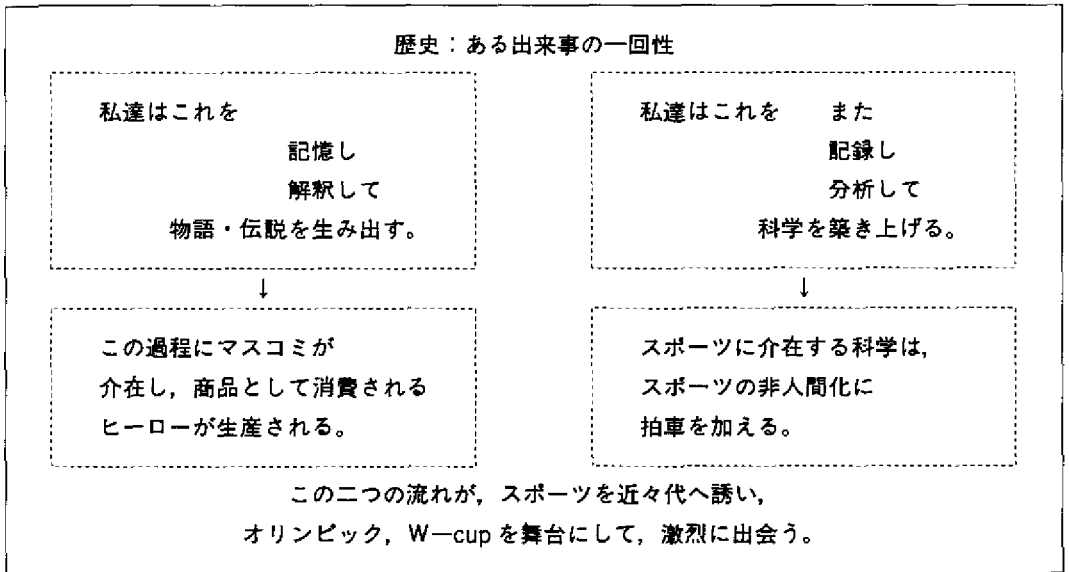 歴史：ある出来事の一回性
私達はこれを
記憶し
解釈して
物語・伝説を生み出す。
私達はこれを　また
記録し
分析して
科学を築き上げる。
↓
↓
この過程にマスコミが
介在し，商品として消費される
ヒーローが生産される。
スポーツに介在する科学は，
スポーツの非人間化に
拍車を加える。
この二つの流れが，スポーツを近々代へ誘い，
オリンピック，W―cupを舞台にして，激烈に出会う。